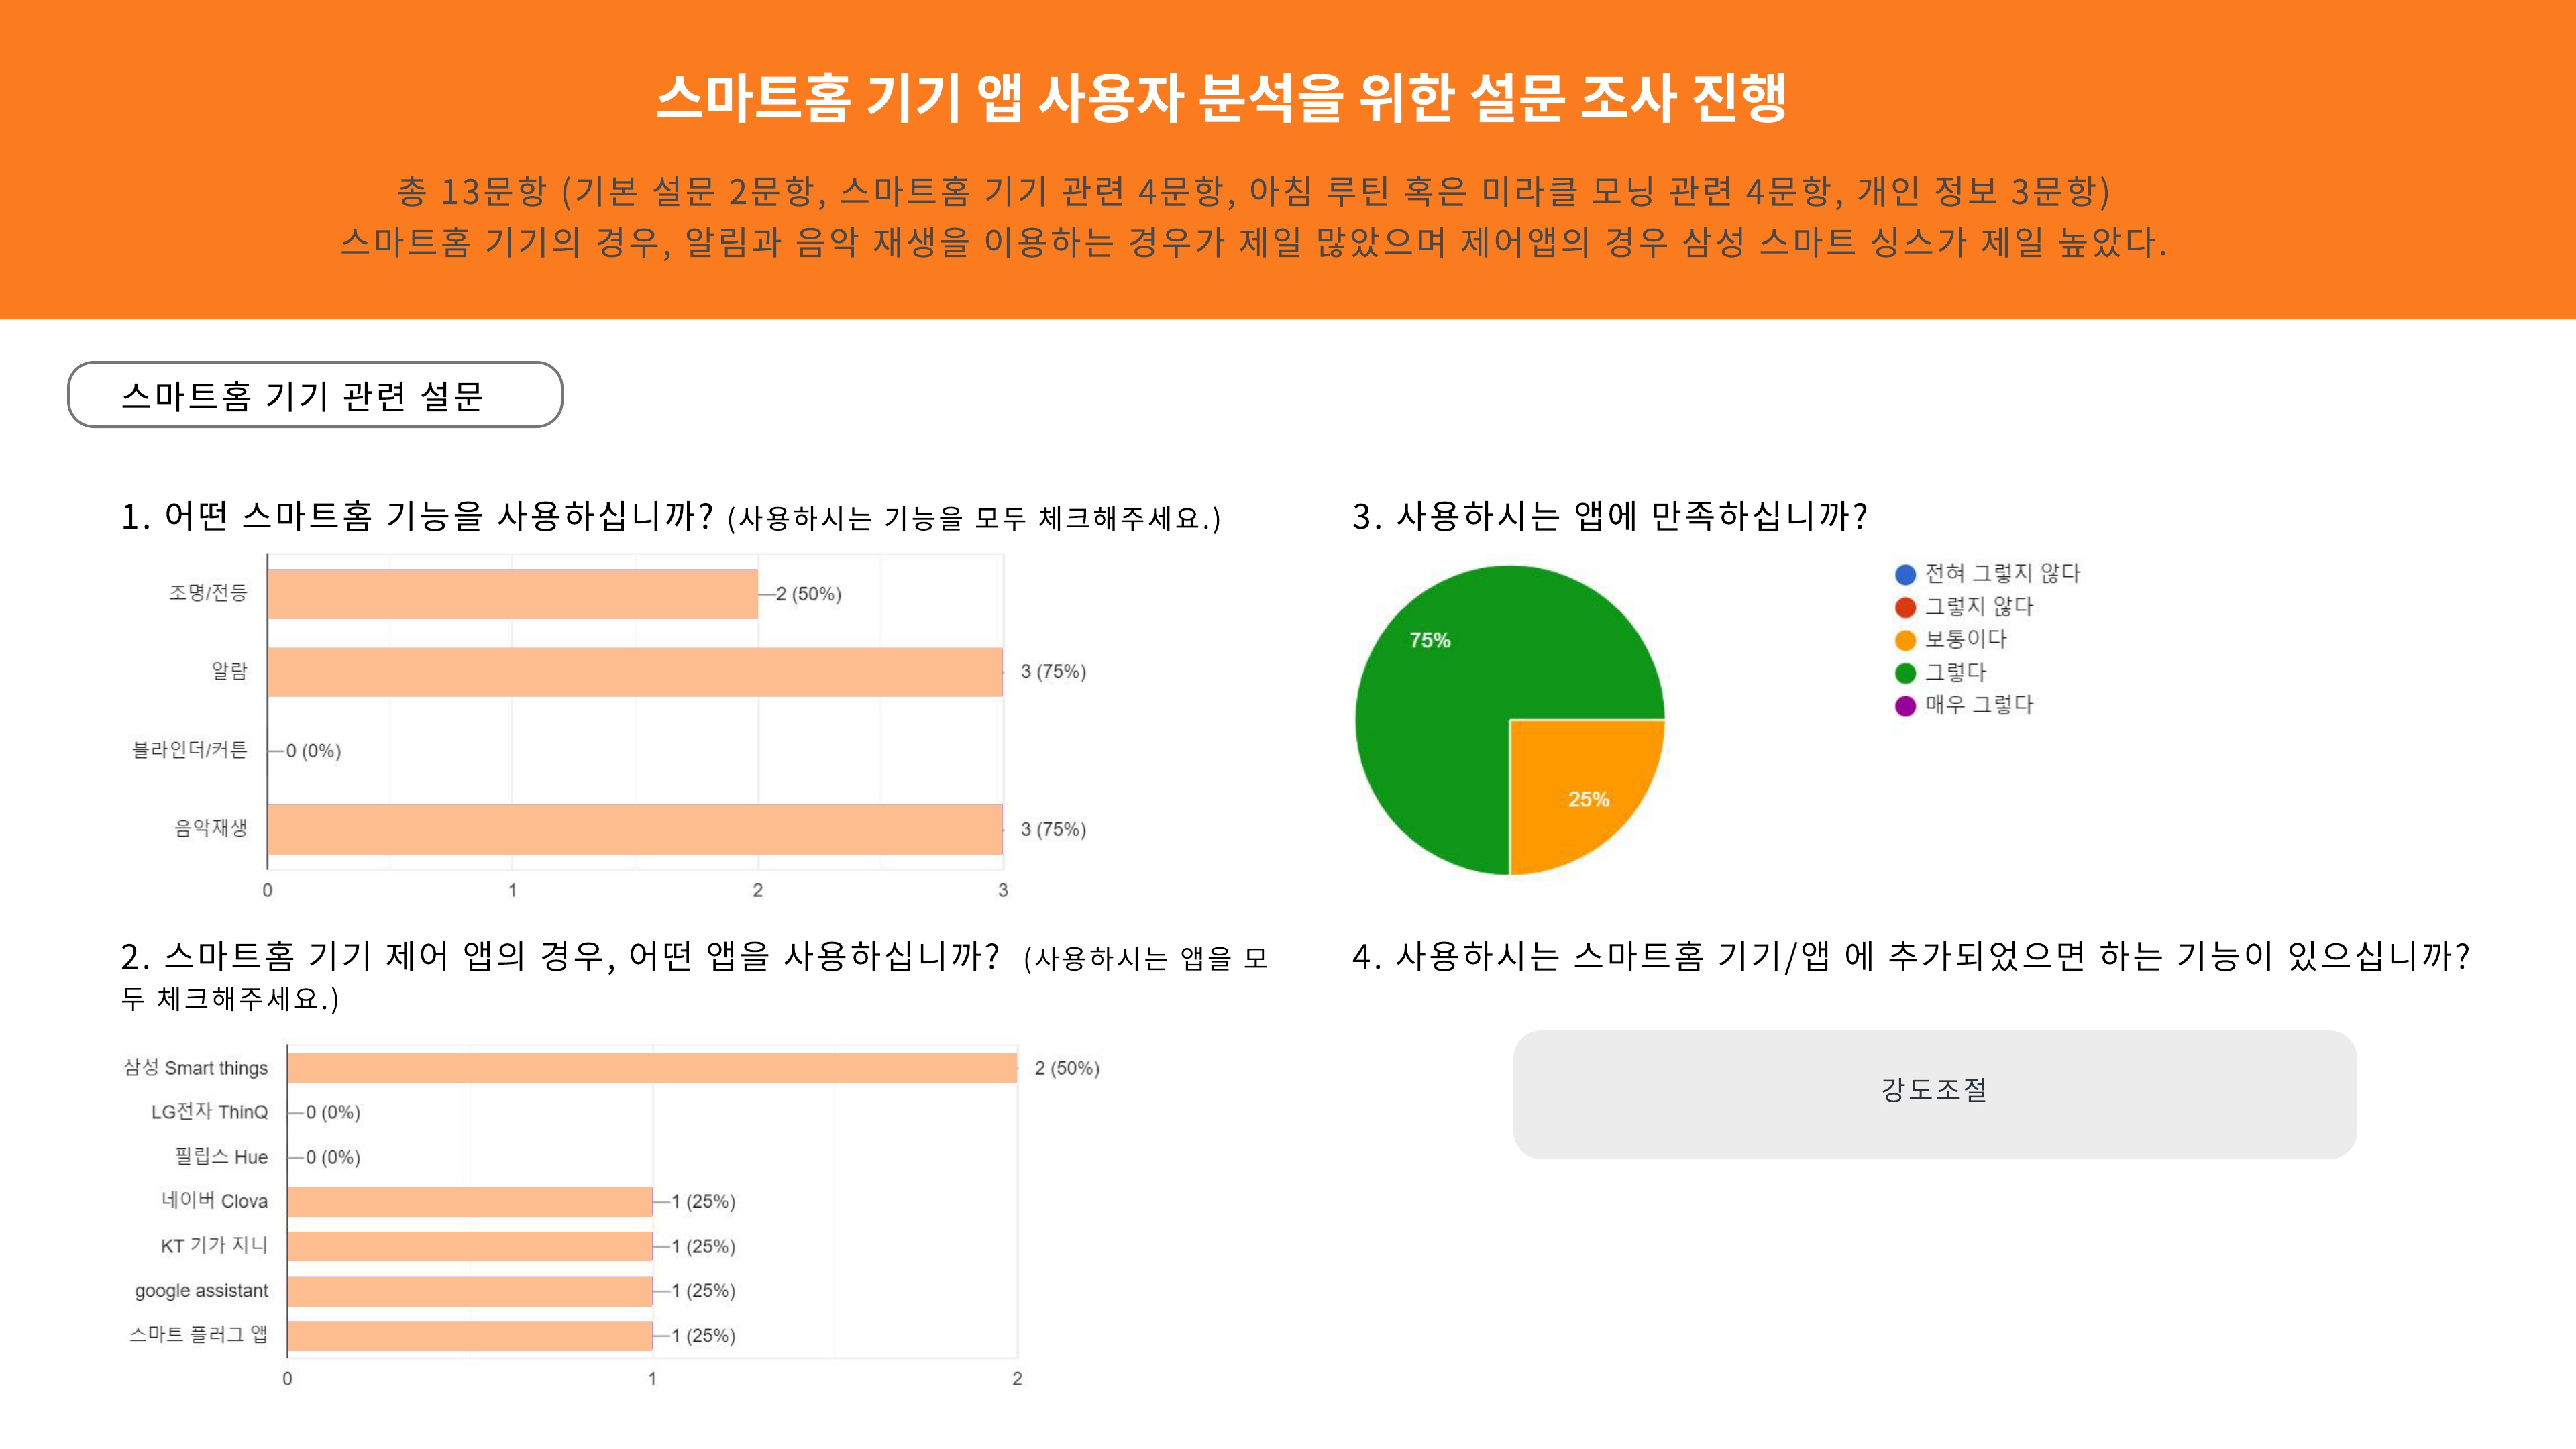 스마트홈 기기 앱 사용자 분석을 위한 설문 조사 진행
총 13문항 (기본 설문 2문항, 스마트홈 기기 관련 4문항, 아침 루틴 혹은 미라클 모닝 관련 4문항, 개인 정보 3문항)
스마트홈 기기의 경우, 알림과 음악 재생을 이용하는 경우가 제일 많았으며 제어앱의 경우 삼성 스마트 싱스가 제일 높았다.
스마트홈 기기 관련 설문
1. 어떤 스마트홈 기능을 사용하십니까? (사용하시는 기능을 모두 체크해주세요.)
조명/전등
2 (50%)
알람
3 (75%)
블라인더/커튼
0 (0%)
음악재생
3 (75%)
0 1 2 3
2. 스마트홈 기기 제어 앱의 경우, 어떤 앱을 사용하십니까? (사용하시는 앱을 모
두 체크해주세요.)
삼성 Smart things
2 (50%)
LG전자 ThinQ
0 (0%)
필립스 Hue
0 (0%)
네이버 Clova
1 (25%)
KT 기가 지니
1 (25%)
google assistant
1 (25%)
스마트 플러그 앱
1 (25%)
0 1 2
3. 사용하시는 앱에 만족하십니까?
75%
25%
전혀 그렇지 않다
그렇지 않다
보통이다
그렇다
매우 그렇다
4. 사용하시는 스마트홈 기기/앱 에 추가되었으면 하는 기능이 있으십니까?
강도조절